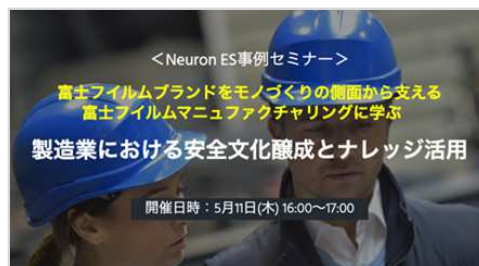 ＜Neuron ES事例セミナー＞
富士フイルムブランドをモノづくりの側面から支える
富士フイルムマニュファクチャリングに学ぶ
製造業における安全文化醸成とナレッジ活用
開催日時：5月11日(木) 16:00〜17:00